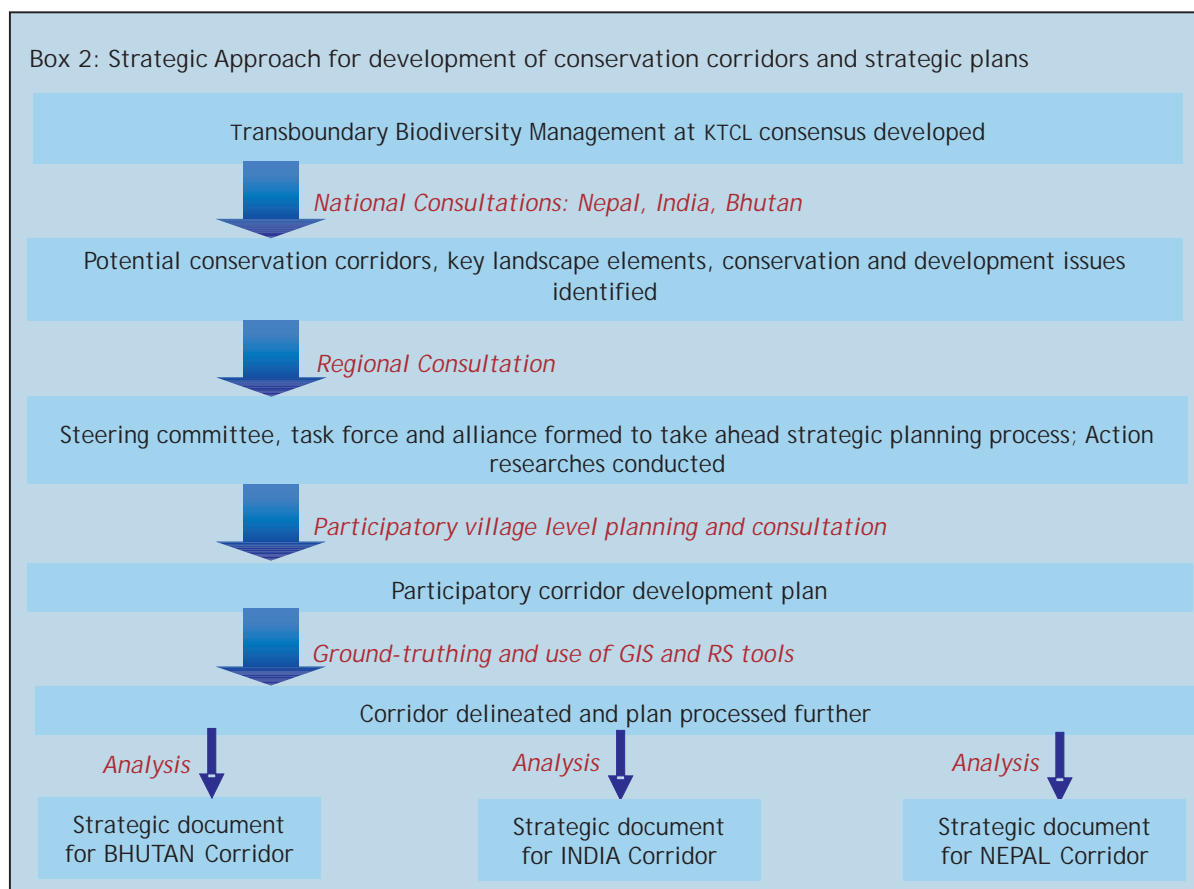 Box 2: Strategic Approach for development of conservation corridors and strategic plans
Transboundary Biodiversity Management at KTCL consensus developed
National Consultations: Nepal, India, Bhutan
Potential conservation corridors, key landscape elements, conservation and development issues
identified
Regional Consultation
Steering committee, task force and alliance formed to take ahead strategic planning process; Action
researches conducted
Participatory village level planning and consultation
Participatory corridor development plan
Ground-truthing and use of GIS and RS tools
Corridor delineated and plan processed further
Analysis
Analysis
Analysis
Strategic document
for BHUTAN Corridor
Strategic document
for INDIA Corridor
Strategic document
for NEPAL Corridor